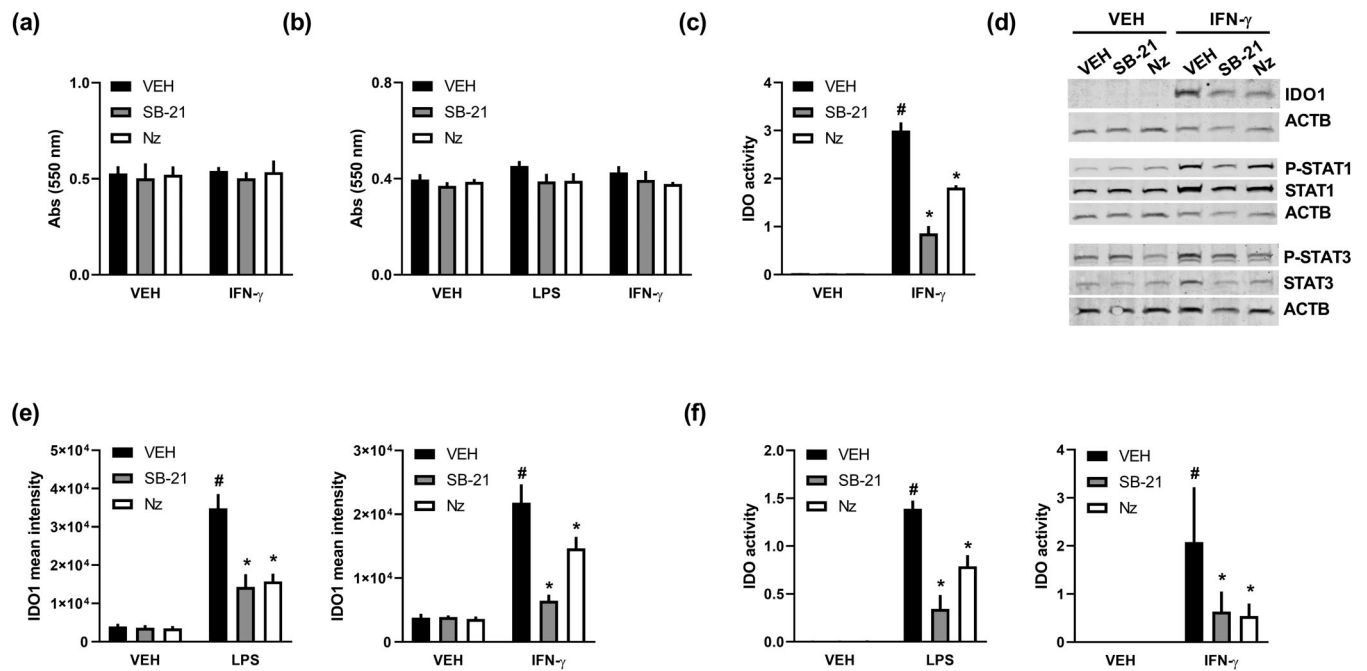 (a)
Abs (550 nm)
1.0
0.5
0.0
VEH
SB-21
Nz
VEH IFN-γ
(b)
Abs (550 nm)
0.8
0.4
0.0
VEH
SB-21
Nz
VEH LPS IFN-γ
(c)
IDO activity
4
3
2
1
0
VEH
SB-21
Nz
#
*
*
VEH IFN-γ
(d)
VEH IFN-γ
VEH SB-21 Nz VEH SB-21 Nz
IDO1
ACTB
P-STAT1
STAT1
ACTB
P-STAT3
STAT3
ACTB
(e)
IDO1 mean intensity
5×10⁴
4×10⁴
3×10⁴
2×10⁴
1×10⁴
0
VEH
SB-21
Nz
#
* *
VEH LPS
IDO1 mean intensity
3×10⁴
2×10⁴
1×10⁴
0
VEH
SB-21
Nz
#
*
*
VEH IFN-γ
(f)
IDO activity
2.0
1.5
1.0
0.5
0.0
VEH
SB-21
Nz
#
*
*
VEH LPS
IDO activity
4
3
2
1
0
VEH
SB-21
Nz
#
* *
VEH IFN-γ